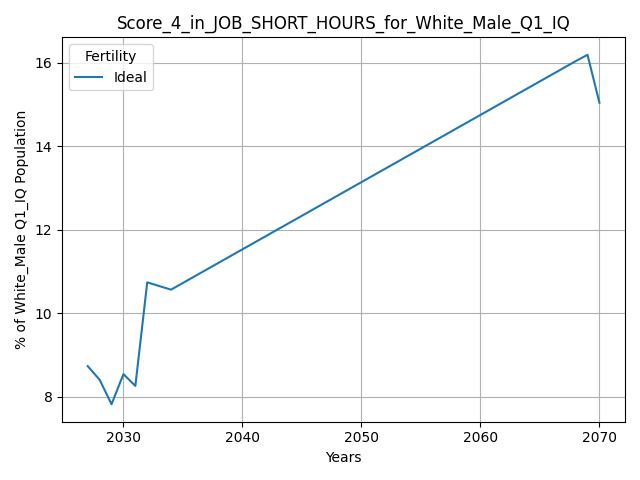 Score_4_in_JOB_SHORT_HOURS_for_White_Male_Q1_IQ
Fertility
Ideal
% of White_Male Q1_IQ Population
16
14
12
10
8
2030 2040 2050 2060 2070
Years